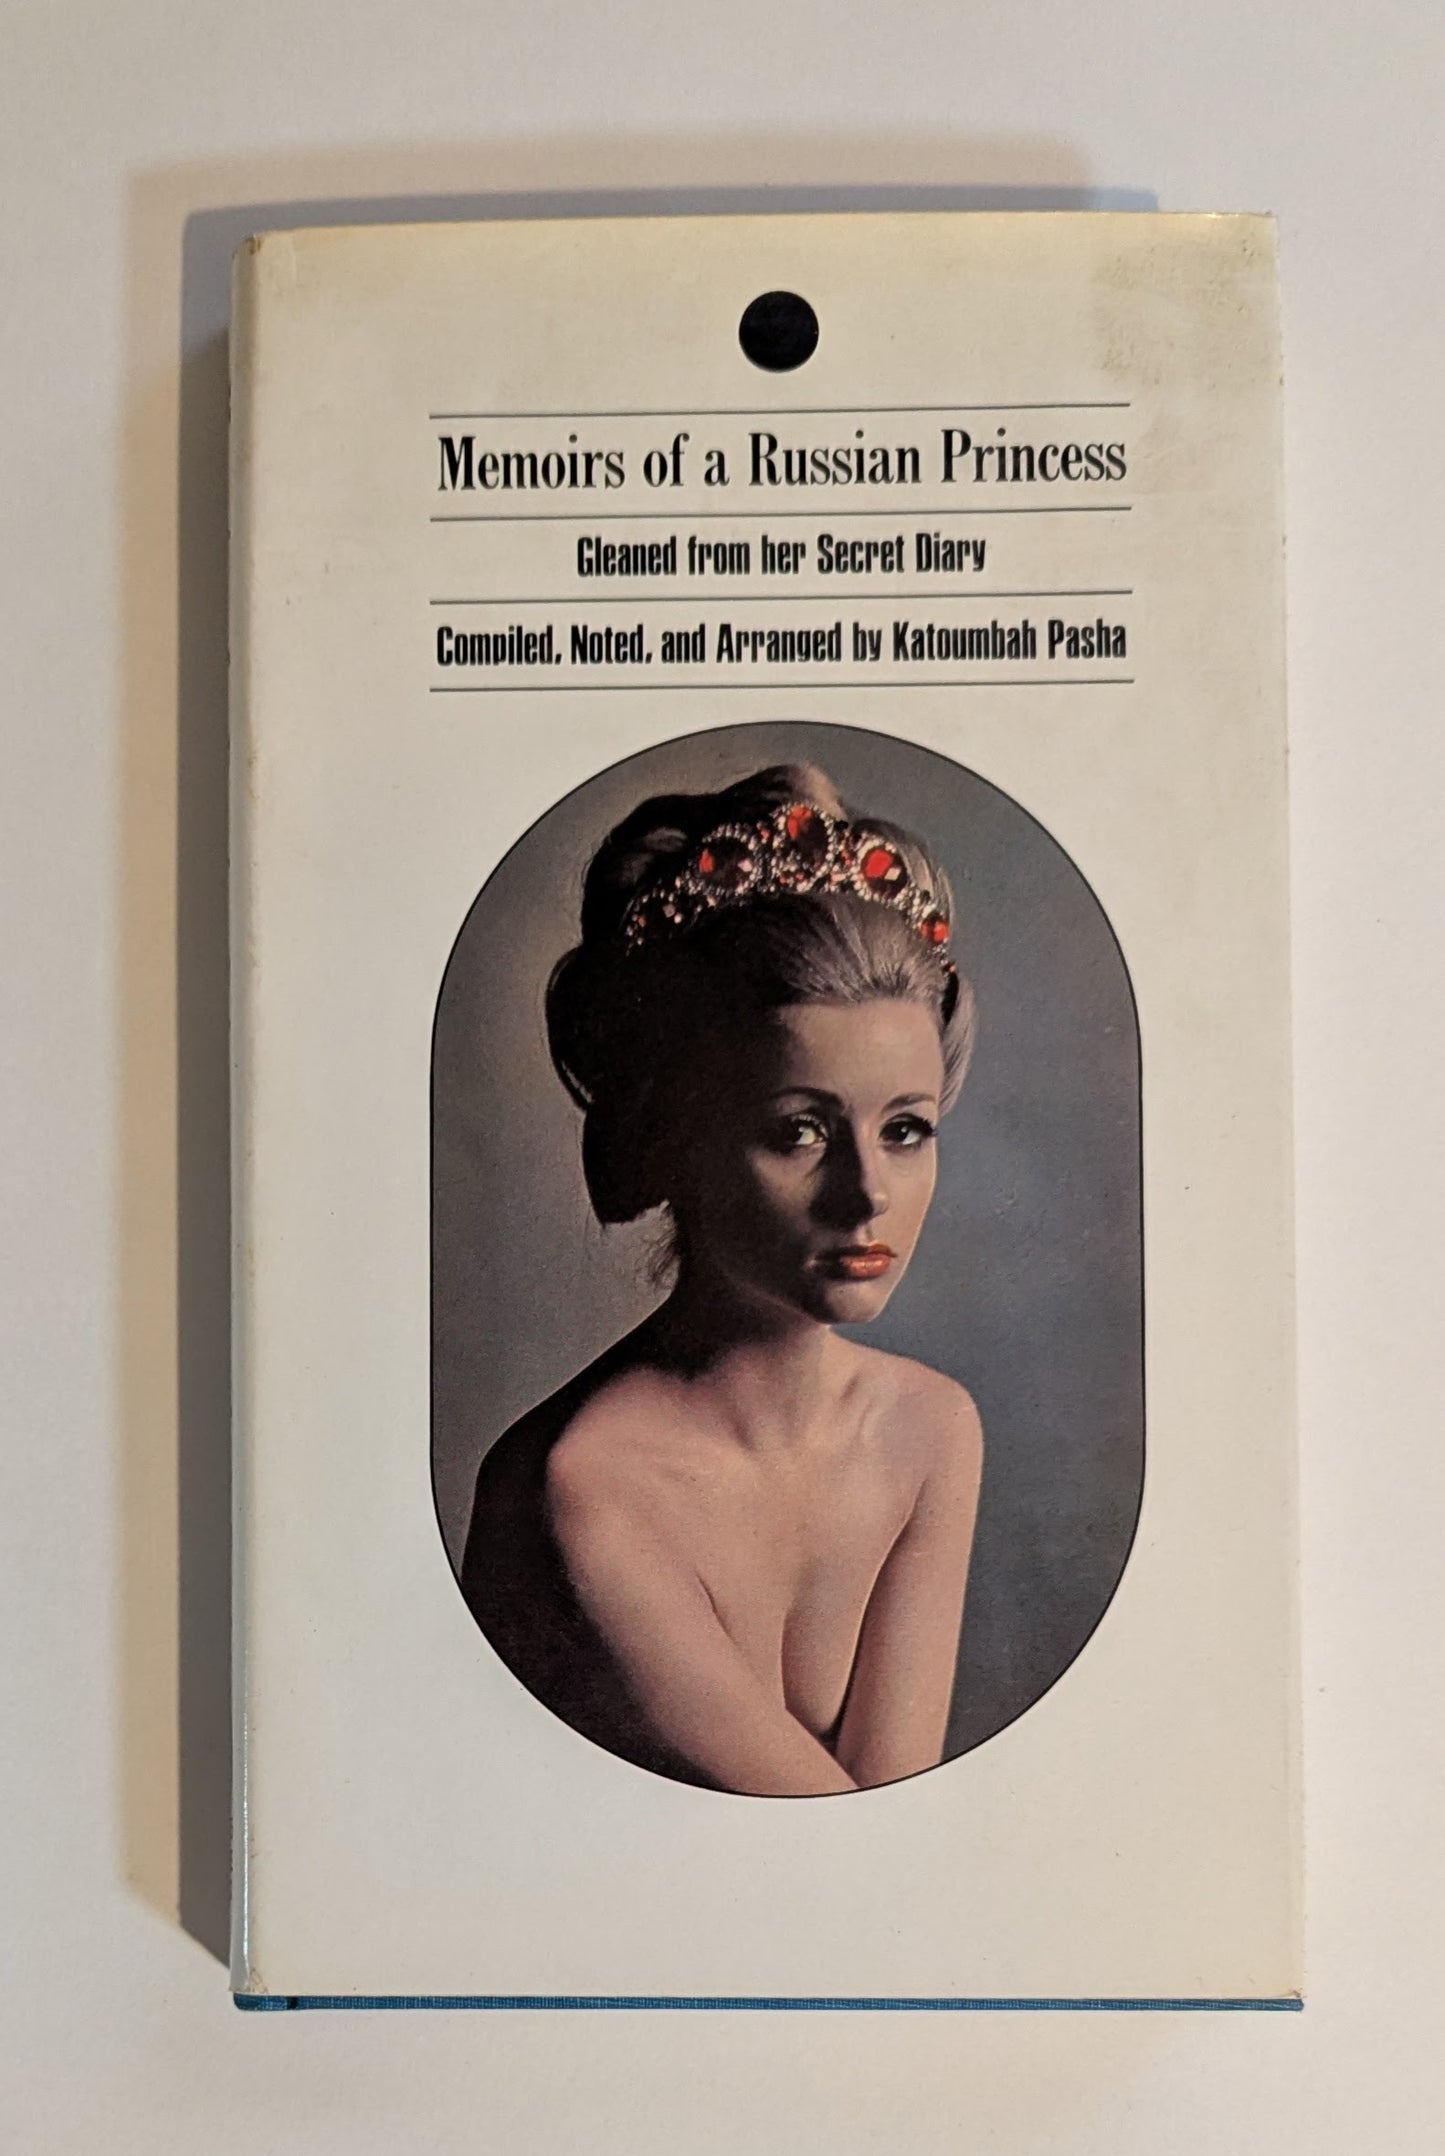 Memoirs of a Russian Princess
Gleaned from her Secret Diary
Compiled, Noted, and Arranged by Katoumbah Pasha